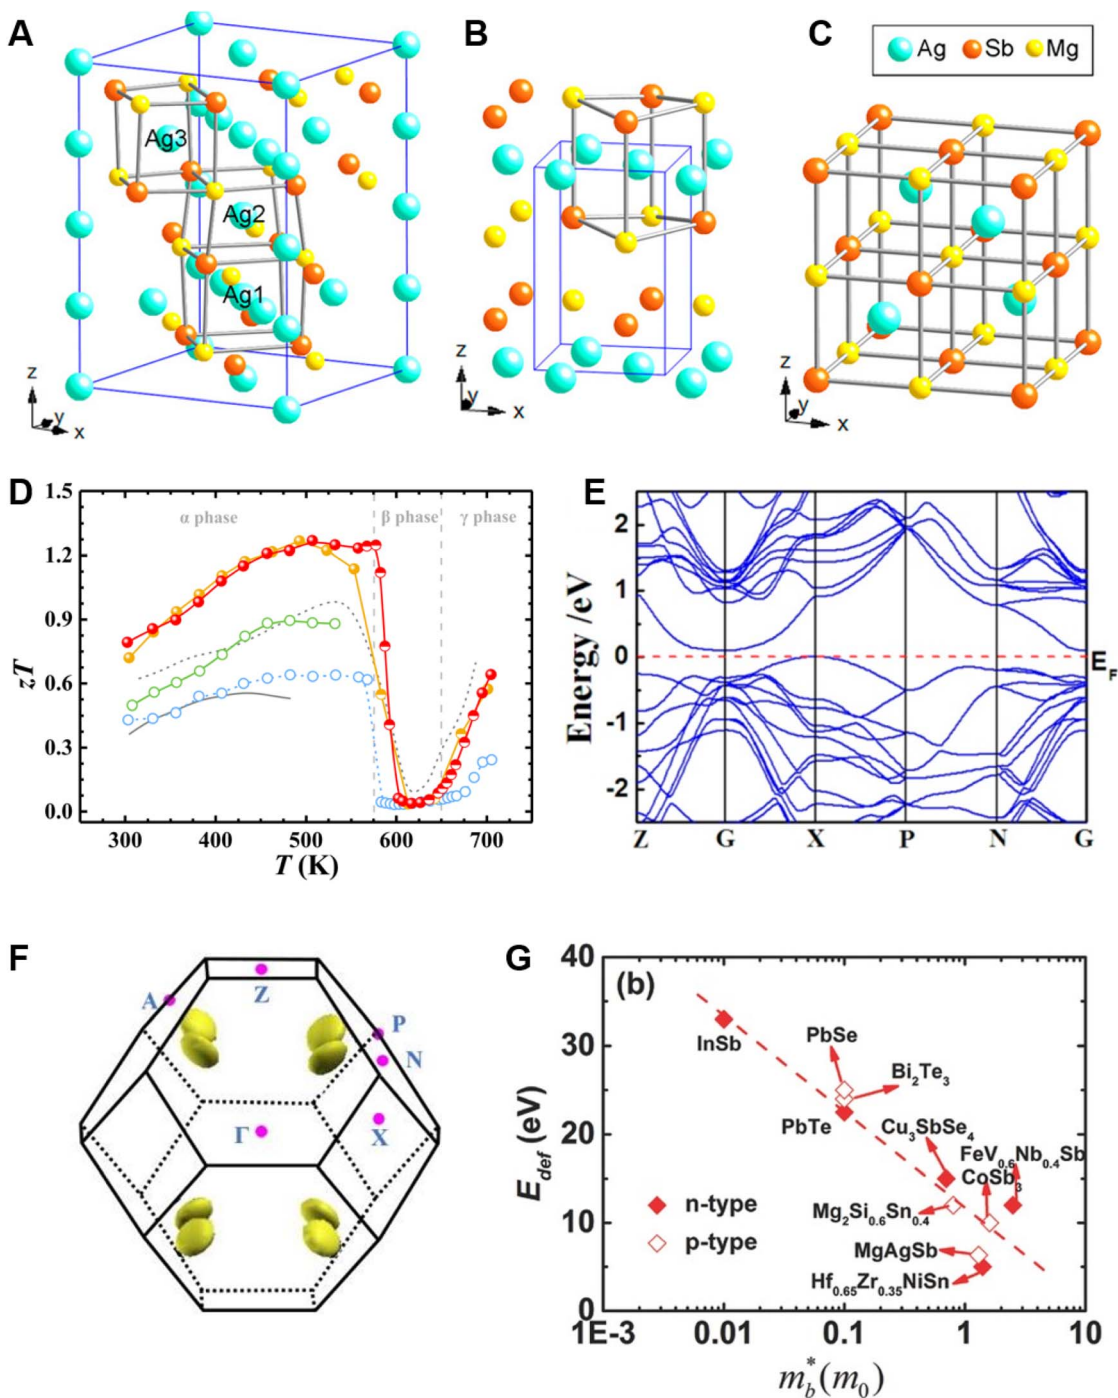 A
B
C
Ag
Sb
Mg
Ag3
Ag2
Ag1
z
y
x
z
y
x
z
y
x
D
1.5
1.2
0.9
0.6
0.3
0.0
zT
α phase
β phase
γ phase
300
400
500
600
700
T (K)
E
2
1
0
-1
-2
Energy /eV
E_F
Z
G
X
P
N
G
F
A
Z
P
N
Γ
X
G
(b)
40
30
20
10
0
E_def (eV)
InSb
PbSe
Bi₂Te₃
PbTe
Cu₃SbSe₄
FeV₀.₆Nb₀.₄Sb
CoSb₃
n-type
Mg₂Si₀.₆Sn₀.₄
p-type
MgAgSb
Hf₀.₆₅Zr₀.₃₅NiSn
1E-3
0.01
0.1
1
10
m*_b(m₀)